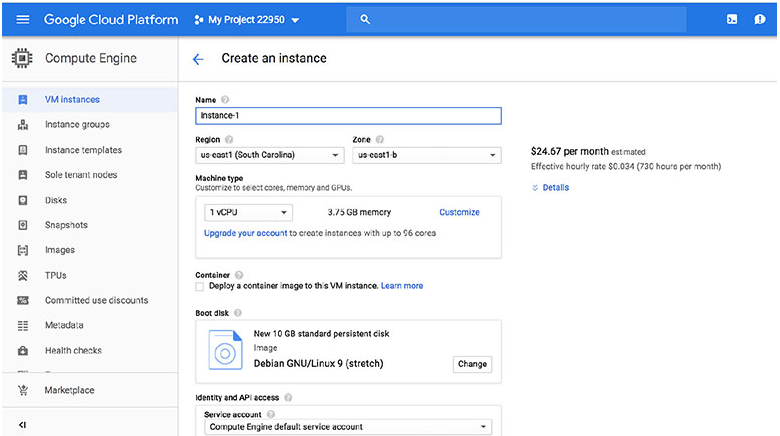 Google Cloud Platform
My Project 22950
Compute Engine
Create an instance
VM instances
Instance groups
Instance templates
Sole tenant nodes
Disks
Snapshots
Images
TPUs
Committed use discounts
Metadata
Health checks
Marketplace
Name
Instance-1
Region
Zone
us-east1 (South Carolina)
us-east1-b
Machine type
Customize to select cores, memory and GPUs.
1 vCPU
3.75 GB memory
Customize
Upgrade your account to create instances with up to 96 cores
Container
Deploy a container image to this VM instance. Learn more
Boot disk
New 10 GB standard persistent disk
Image
Debian GNU/Linux 9 (stretch)
Change
Identity and API access
Service account
Compute Engine default service account
$24.67 per month estimated
Effective hourly rate $0.034 (730 hours per month)
Details